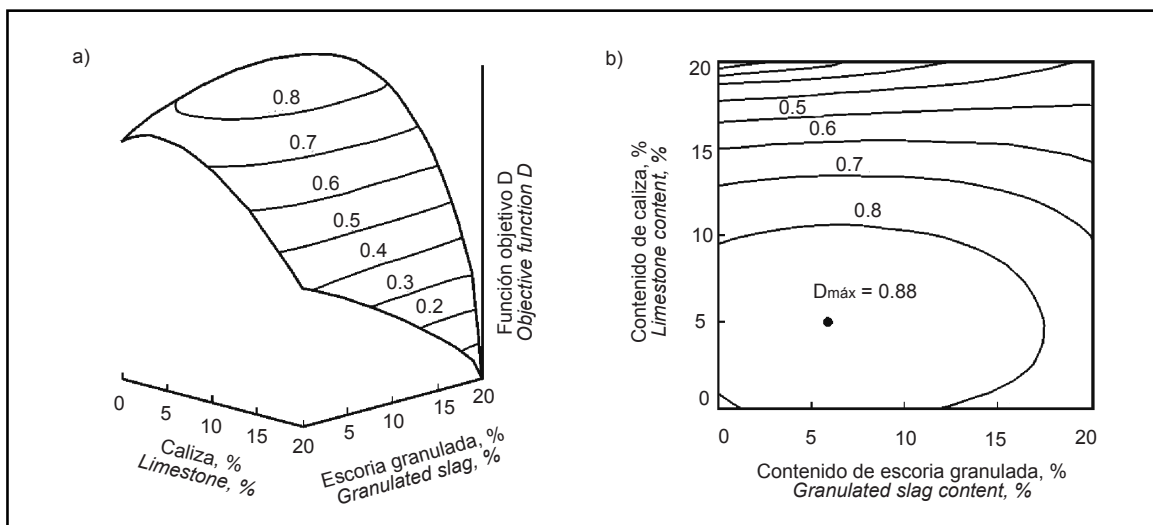 a)
0.8
0.7
0.6
0.5
0.4
0.3
0.2
Función objetivo D
Objective function D
0
5
10
15
20
5
10
15
20
Caliza, %
Limestone, %
Escoria granulada, %
Granulated slag, %
b)
20
15
10
5
0
Contenido de caliza, %
Limestone content, %
0.5
0.6
0.7
0.8
Dmáx = 0.88
0
5
10
15
20
Contenido de escoria granulada, %
Granulated slag content, %